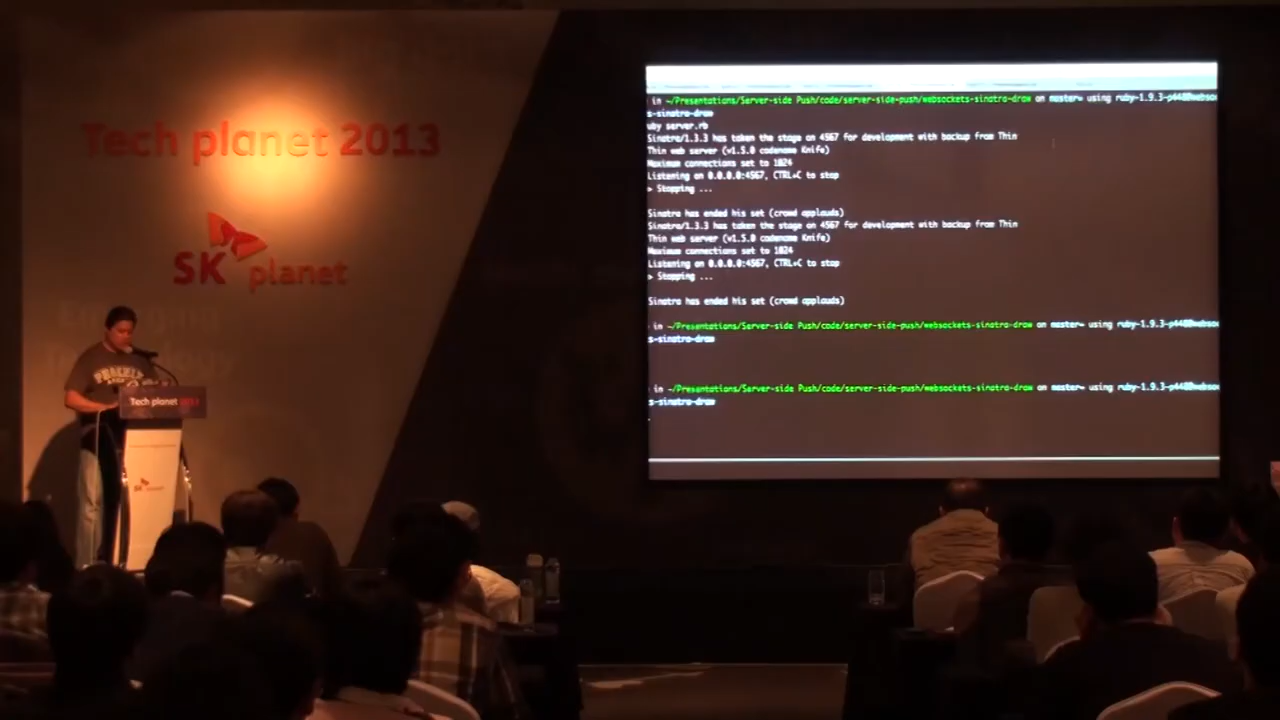 Tech planet 2013
SK planet
Tech planet 2013
SK planet
in ~/Presentations/Server-side Push/code/server-side-push/websockets-sinatra-draw on master~ using ruby-1.9.3-p448@webso
s-sinatra-draw
uby server.rb
Sinatra/1.3.3 has taken the stage on 4567 for development with backup from Thin
Thin web server (v1.5.0 codename Knife)
Maximum connections set to 1024
Listening on 0.0.0.0:4567, CTRL+C to stop
> Stopping ...
Sinatra has ended his set (crowd applauds)
Sinatra/1.3.3 has taken the stage on 4567 for development with backup from Thin
Thin web server (v1.5.0 codename Knife)
Maximum connections set to 1024
Listening on 0.0.0.0:4567, CTRL+C to stop
> Stopping ...
Sinatra has ended his set (crowd applauds)
in ~/Presentations/Server-side Push/code/server-side-push/websockets-sinatra-draw on master~ using ruby-1.9.3-p448@webso
s-sinatra-draw
in ~/Presentations/Server-side Push/code/server-side-push/websockets-sinatra-draw on master~ using ruby-1.9.3-p448@webso
s-sinatra-draw